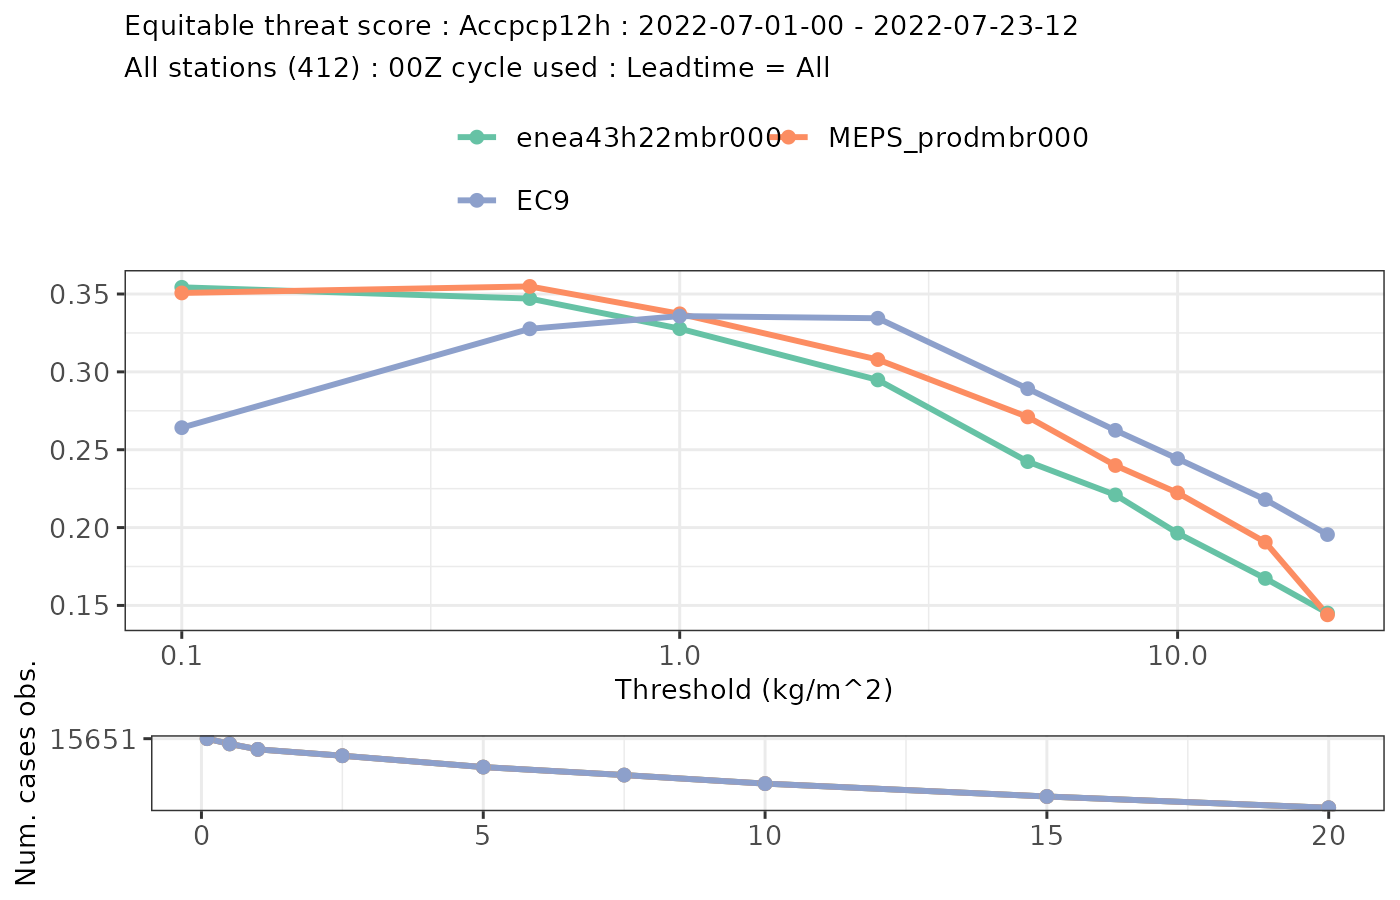 Equitable threat score : Accpcp12h : 2022-07-01-00 - 2022-07-23-12
All stations (412) : 00Z cycle used : Leadtime = All
enea43h22mbr000 MEPS_prodmbr000
EC9
0.35
0.30
0.25
0.20
0.15
0.1 1.0 10.0
Threshold (kg/m^2)
Num. cases obs.
15651
0 5 10 15 20